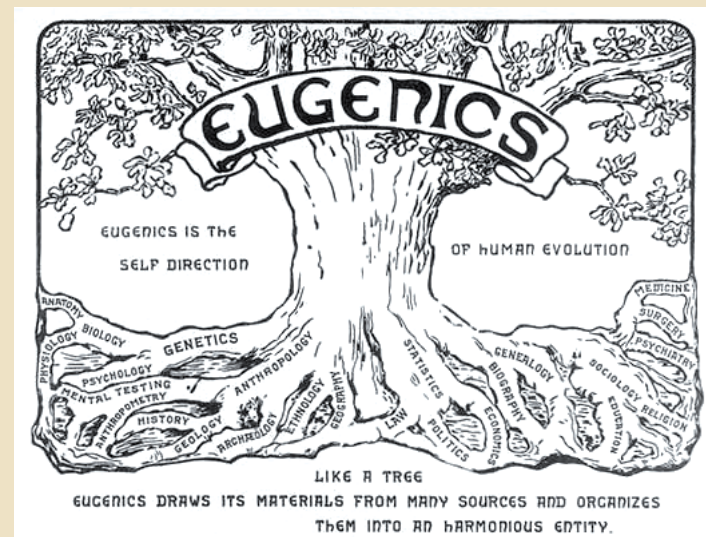 EUGENICS
EUGENICS IS THE
SELF DIRECTION
OF HUMAN EVOLUTION
ANATOMY
PHYSIOLOGY
BIOLOGY
GENETICS
PSYCHOLOGY
MENTAL TESTING
ANTHROPOMETRY
HISTORY
ANTHROPOLOGY
GEOLOGY
ARCHÆOLOGY
ETHNOLOGY
GEOGRAPHY
LAW
STATISTICS
POLITICS
ECONOMICS
BIOGRAPHY
GENEALOGY
EDUCATION
SOCIOLOGY
RELIGION
PSYCHIATRY
SURGERY
MEDICINE
LIKE A TREE
EUGENICS DRAWS ITS MATERIALS FROM MANY SOURCES AND ORGANIZES
THEM INTO AN HARMONIOUS ENTITY.